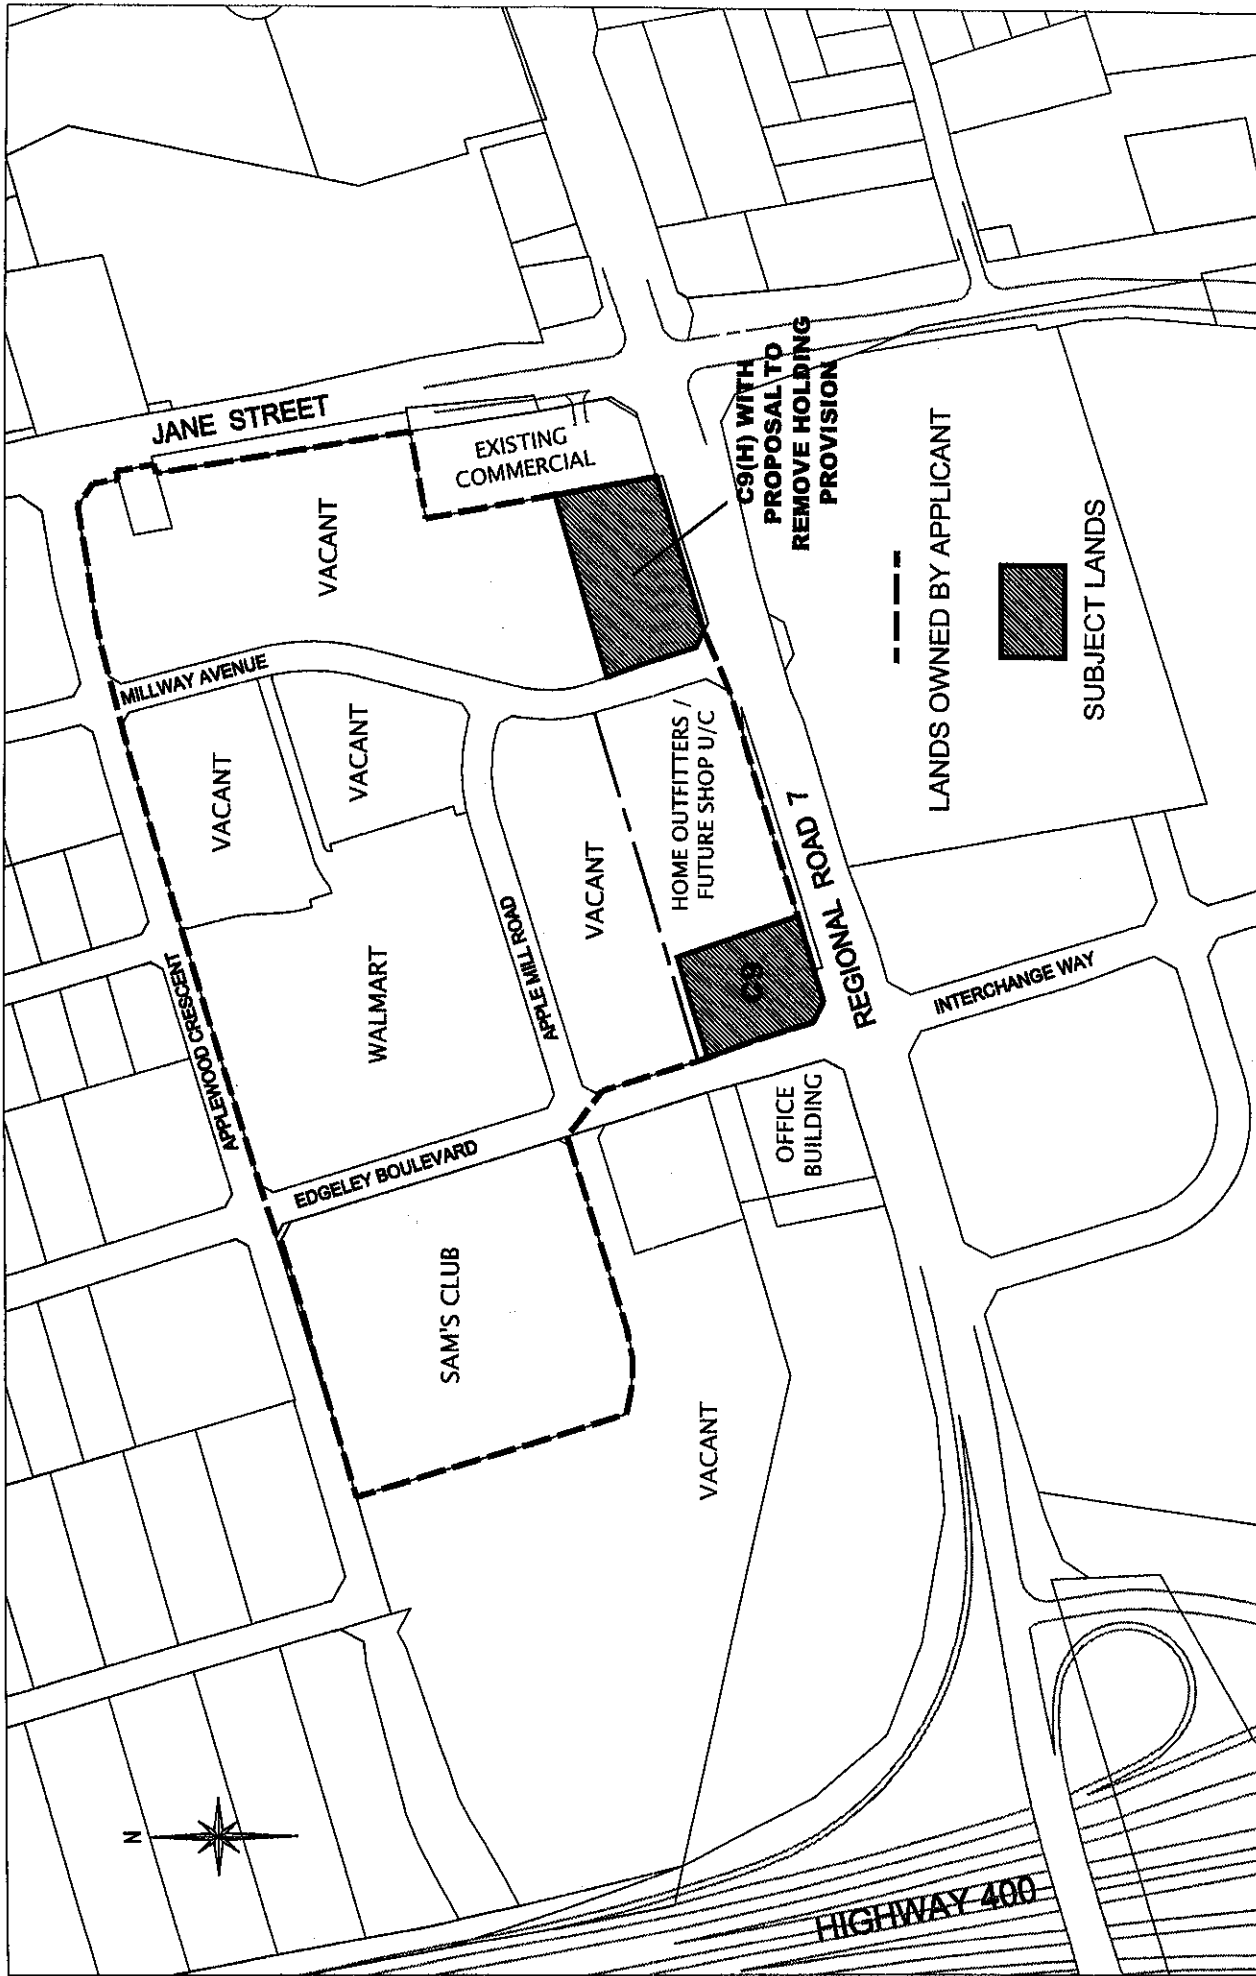 N
JANE STREET
EXISTING
COMMERCIAL
VACANT
C9(H) WITH
PROPOSAL TO
REMOVE HOLDING
PROVISION
MILLWAY AVENUE
VACANT
VACANT
HOME OUTFITTERS /
FUTURE SHOP U/C
VACANT
APPLEWOOD CRESCENT
WALMART
APPLE MILL ROAD
C9
REGIONAL ROAD 7
INTERCHANGE WAY
EDGELEY BOULEVARD
OFFICE
BUILDING
SAM'S CLUB
VACANT
HIGHWAY 400
LANDS OWNED BY APPLICANT
SUBJECT LANDS